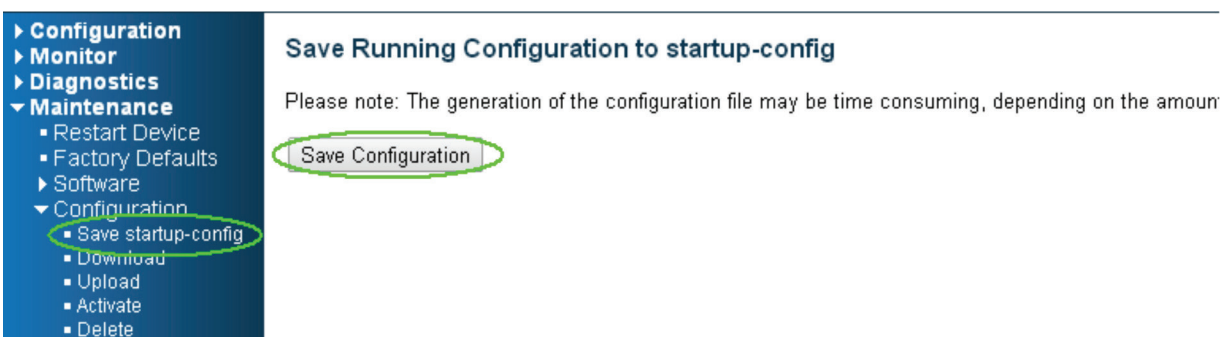 Configuration
Monitor
Diagnostics
Maintenance
Restart Device
Factory Defaults
Software
Configuration
Save startup-config
Download
Upload
Activate
Delete
Save Running Configuration to startup-config
Please note: The generation of the configuration file may be time consuming, depending on the amoun
Save Configuration